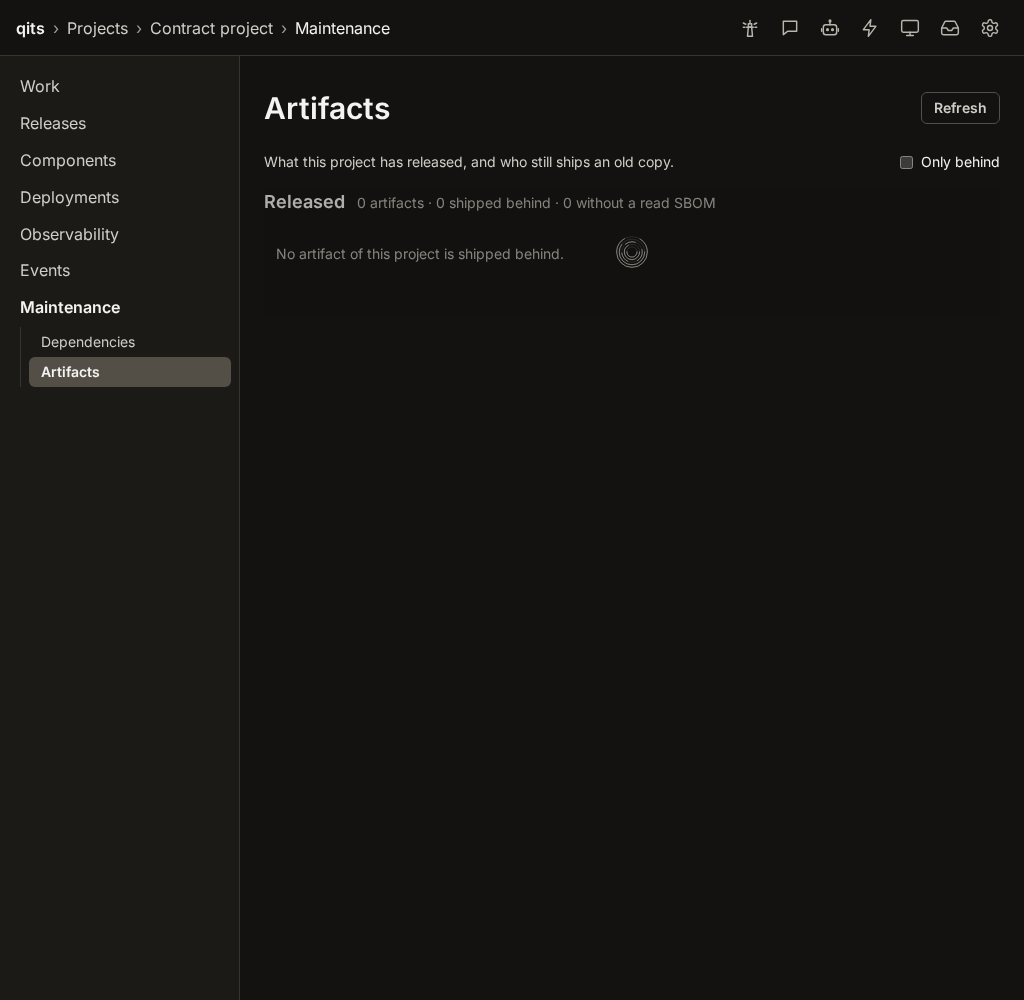 qits › Projects › Contract project › Maintenance
Work
Releases
Components
Deployments
Observability
Events
Maintenance
Dependencies
Artifacts
Artifacts
Refresh
What this project has released, and who still ships an old copy.
Only behind
Released 0 artifacts · 0 shipped behind · 0 without a read SBOM
No artifact of this project is shipped behind.